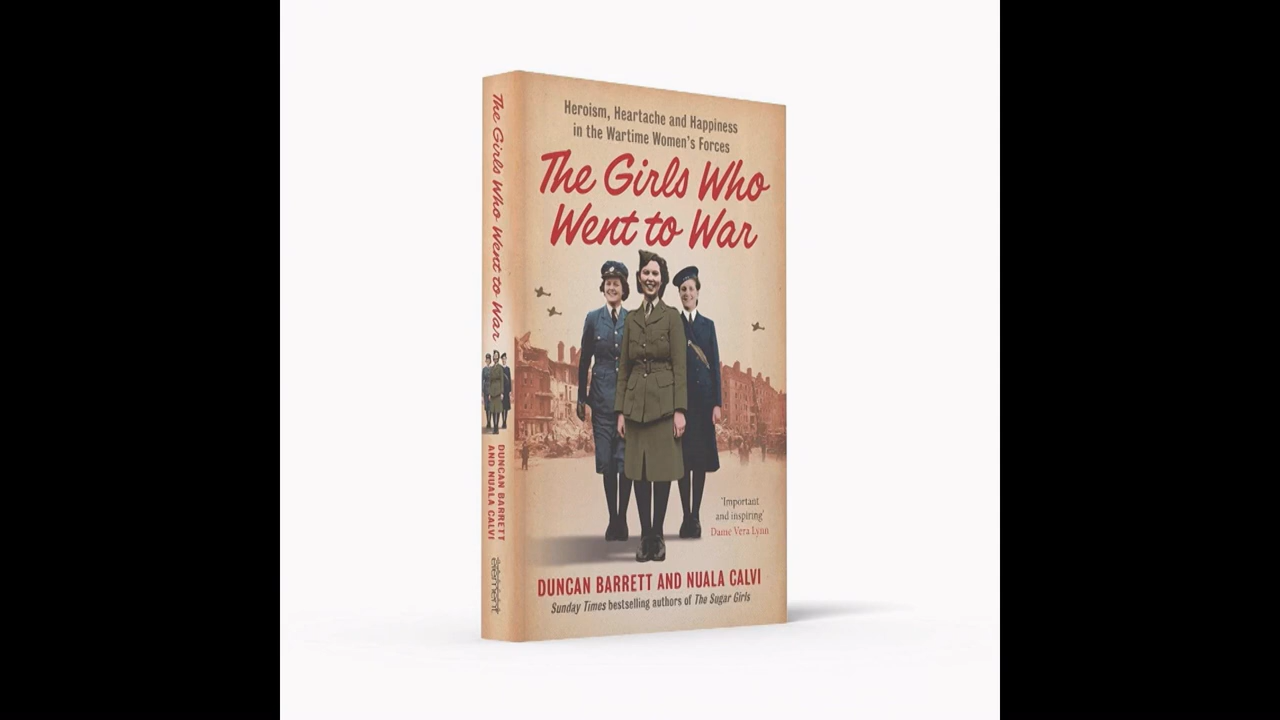 The Girls Who Went to War
DUNCAN BARRETT
AND NUALA CALVI
element
Heroism, Heartache and Happiness
in the Wartime Women's Forces
The Girls Who
Went to War
'Important
and inspiring'
Dame Vera Lynn
DUNCAN BARRETT AND NUALA CALVI
Sunday Times bestselling authors of The Sugar Girls